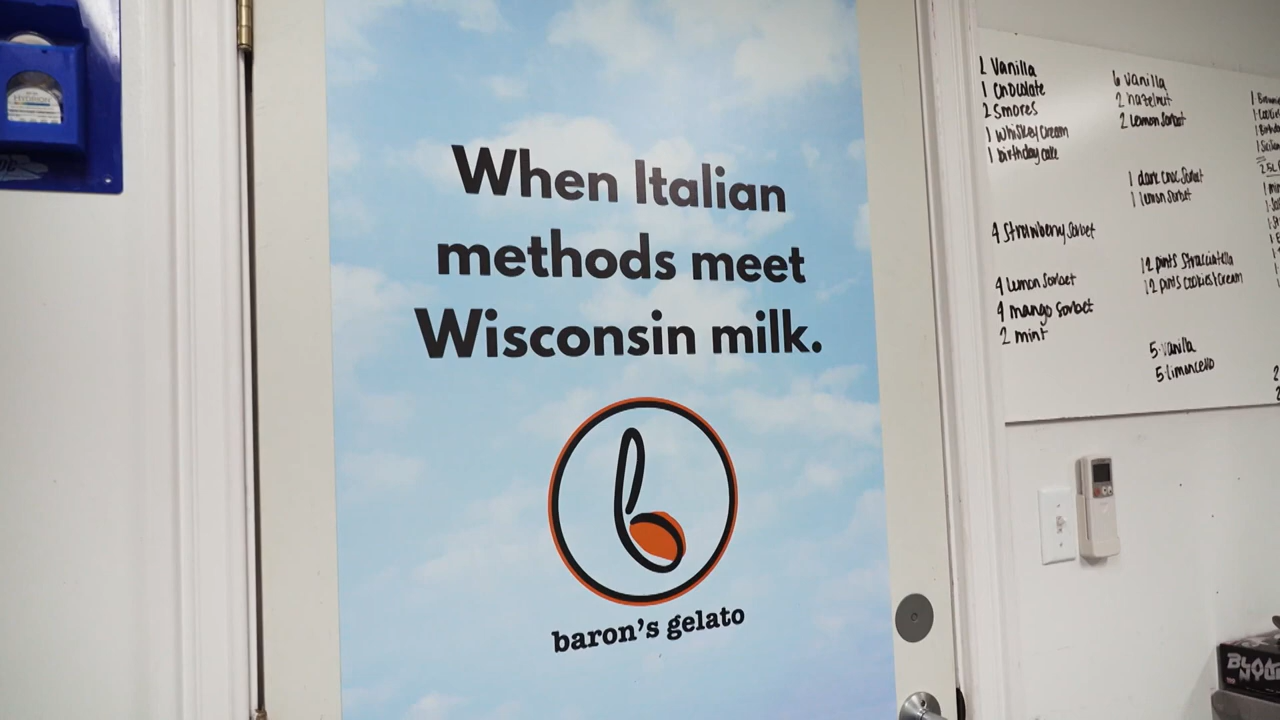 When Italian
methods meet
Wisconsin milk.
baron's gelato
2 Vanilla
1 Chocolate
2 Smores
1 Whiskey Cream
1 birthday cake
4 Strawberry Sorbet
4 Lemon Sorbet
4 mango Sorbet
2 mint
6 Vanilla
2 hazelnut
2 Lemon Sorbet
1 dark choc Sorbet
1 lemon Sorbet
12 pints Stracciatella
12 pints cookies+cream
5 vanilla
5 limoncello